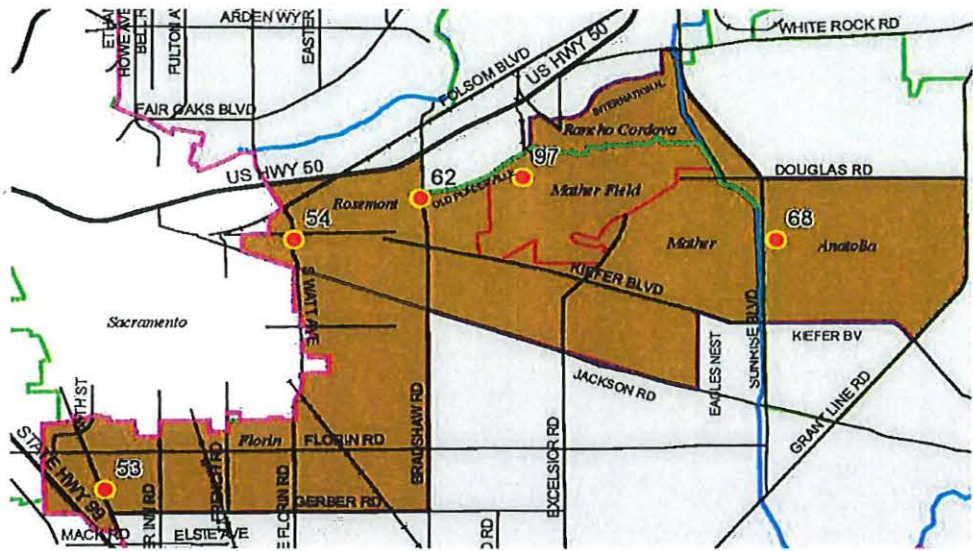 ARDEN WY
WHITE ROCK RD
HOWE AVE
FULTON AV
US HWY 50
FOLSOM BLVD
FAIR OAKS BLVD
INTERNATIONAL
Rancho Cordova
US HWY 50
97
62
OLD PLACERVILLE
DOUGLAS RD
Rosemont
Mather Field
54
68
Mather
Anatolia
KIEFER BLVD
S WATT AVE
Sacramento
EAGLES NEST
SUNRISE BLVD
KIEFER BV
JACKSON RD
BRADSHAW RD
GRANT LINE RD
EXCELSIOR RD
STATE HWY 99
Florin
FLORIN RD
53
INN RD
E FLORIN RD
GERBER RD
MACK RD
ELSIE AVE